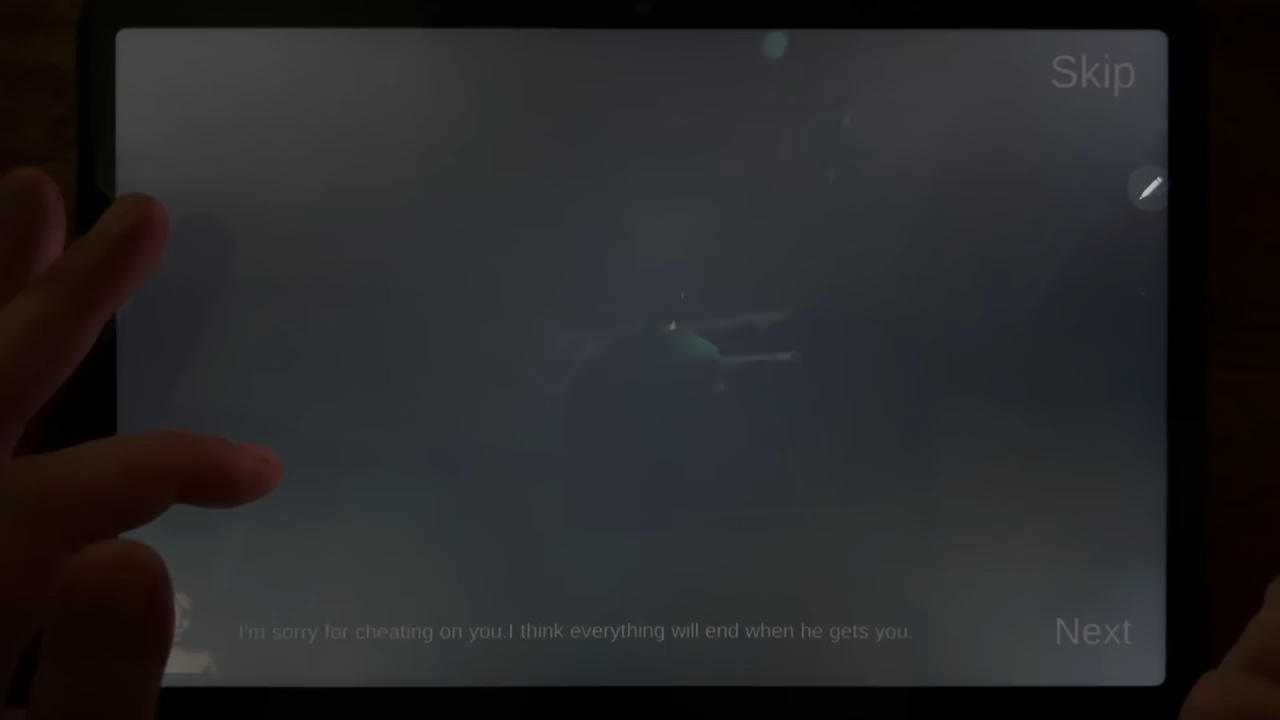 Skip
I'm sorry for cheating on you.I think everything will end when he gets you.
Next